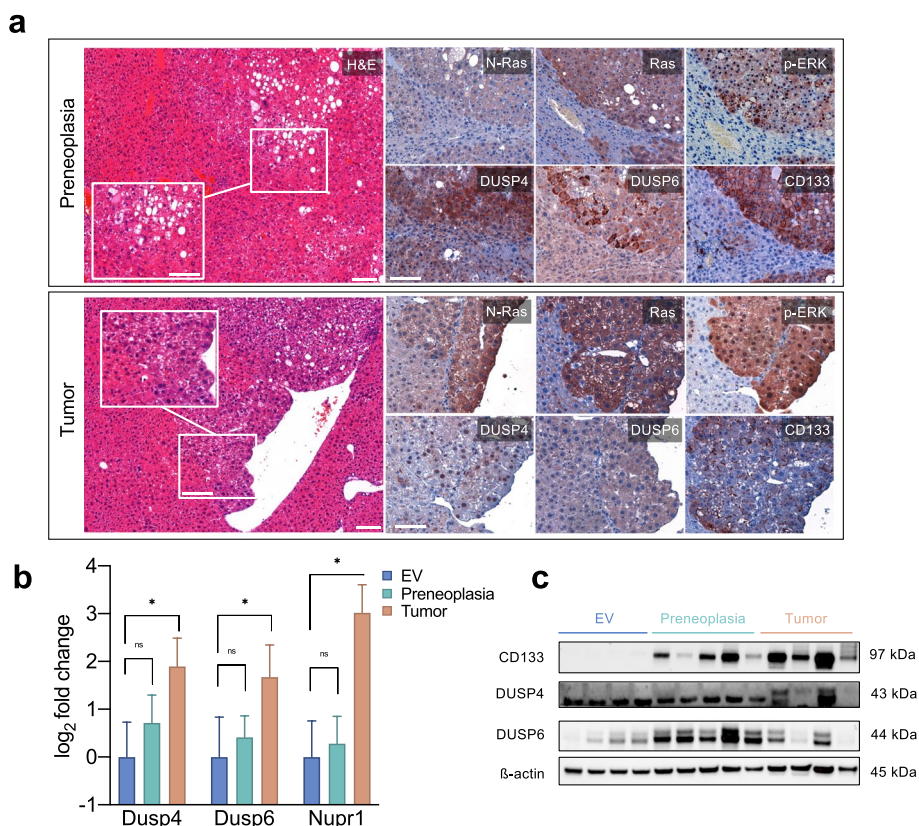 a
Preneoplasia
H&E
N-Ras
Ras
p-ERK
DUSP4
DUSP6
CD133
Tumor
N-Ras
Ras
p-ERK
DUSP4
DUSP6
CD133
b
log2 fold change
4
3
2
1
0
-1
ns
*
ns
*
ns
*
EV
Preneoplasia
Tumor
Dusp4
Dusp6
Nupr1
c
EV
Preneoplasia
Tumor
CD133
97 kDa
DUSP4
43 kDa
DUSP6
44 kDa
ß-actin
45 kDa